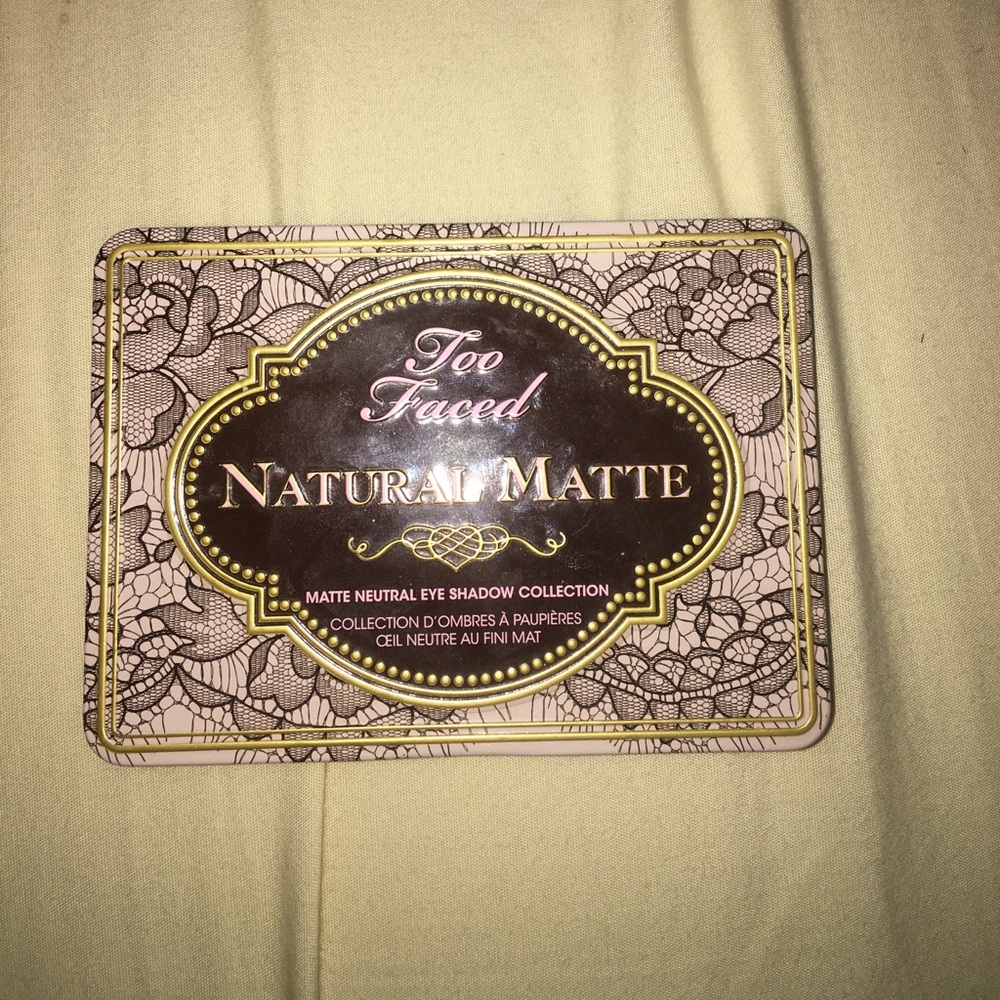 Too
Faced
NATURAL MATTE
MATTE NEUTRAL EYE SHADOW COLLECTION
COLLECTION D'OMBRES À PAUPIÈRES
ŒIL NEUTRE AU FINI MAT